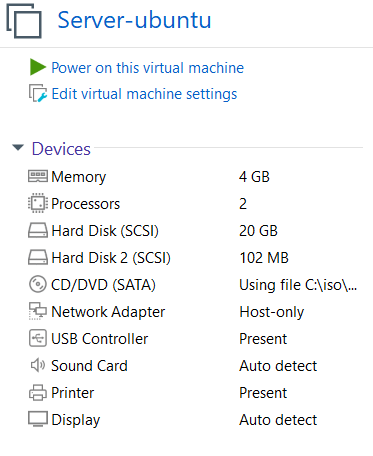 Server-ubuntu
Power on this virtual machine
Edit virtual machine settings
Devices
Memory 4 GB
Processors 2
Hard Disk (SCSI) 20 GB
Hard Disk 2 (SCSI) 102 MB
CD/DVD (SATA) Using file C:\iso\...
Network Adapter Host-only
USB Controller Present
Sound Card Auto detect
Printer Present
Display Auto detect